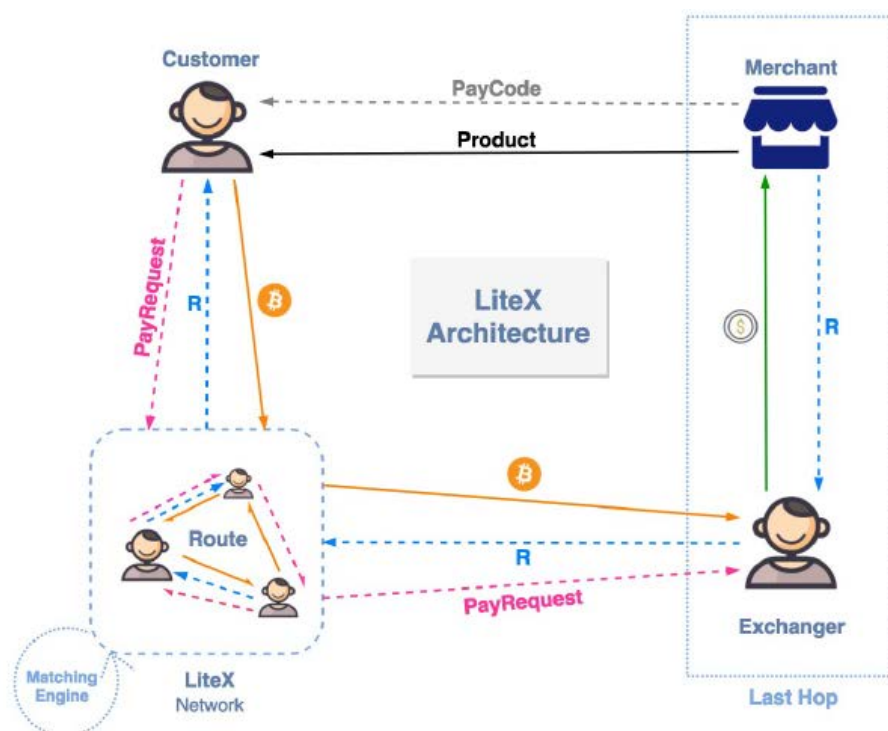 Customer
Merchant
PayCode
Product
PayRequest
R
₿
LiteX
Architecture
$
R
₿
Route
R
PayRequest
Exchanger
Matching
Engine
LiteX
Network
Last Hop